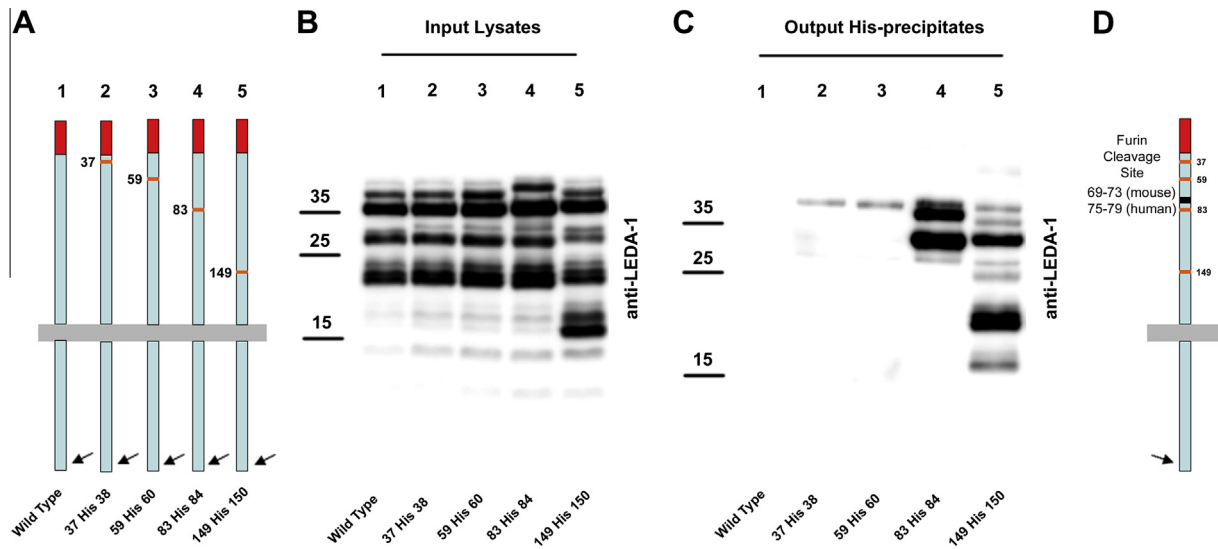 A
1
2
3
4
5
37
59
83
149
Wild Type
37 His 38
59 His 60
83 His 84
149 His 150
B
Input Lysates
1
2
3
4
5
35
25
15
anti-LEDA-1
Wild Type
37 His 38
59 His 60
83 His 84
149 His 150
C
Output His-precipitates
1
2
3
4
5
35
25
15
anti-LEDA-1
Wild Type
37 His 38
59 His 60
83 His 84
149 His 150
D
Furin
Cleavage
Site
69-73 (mouse)
75-79 (human)
37
59
83
149